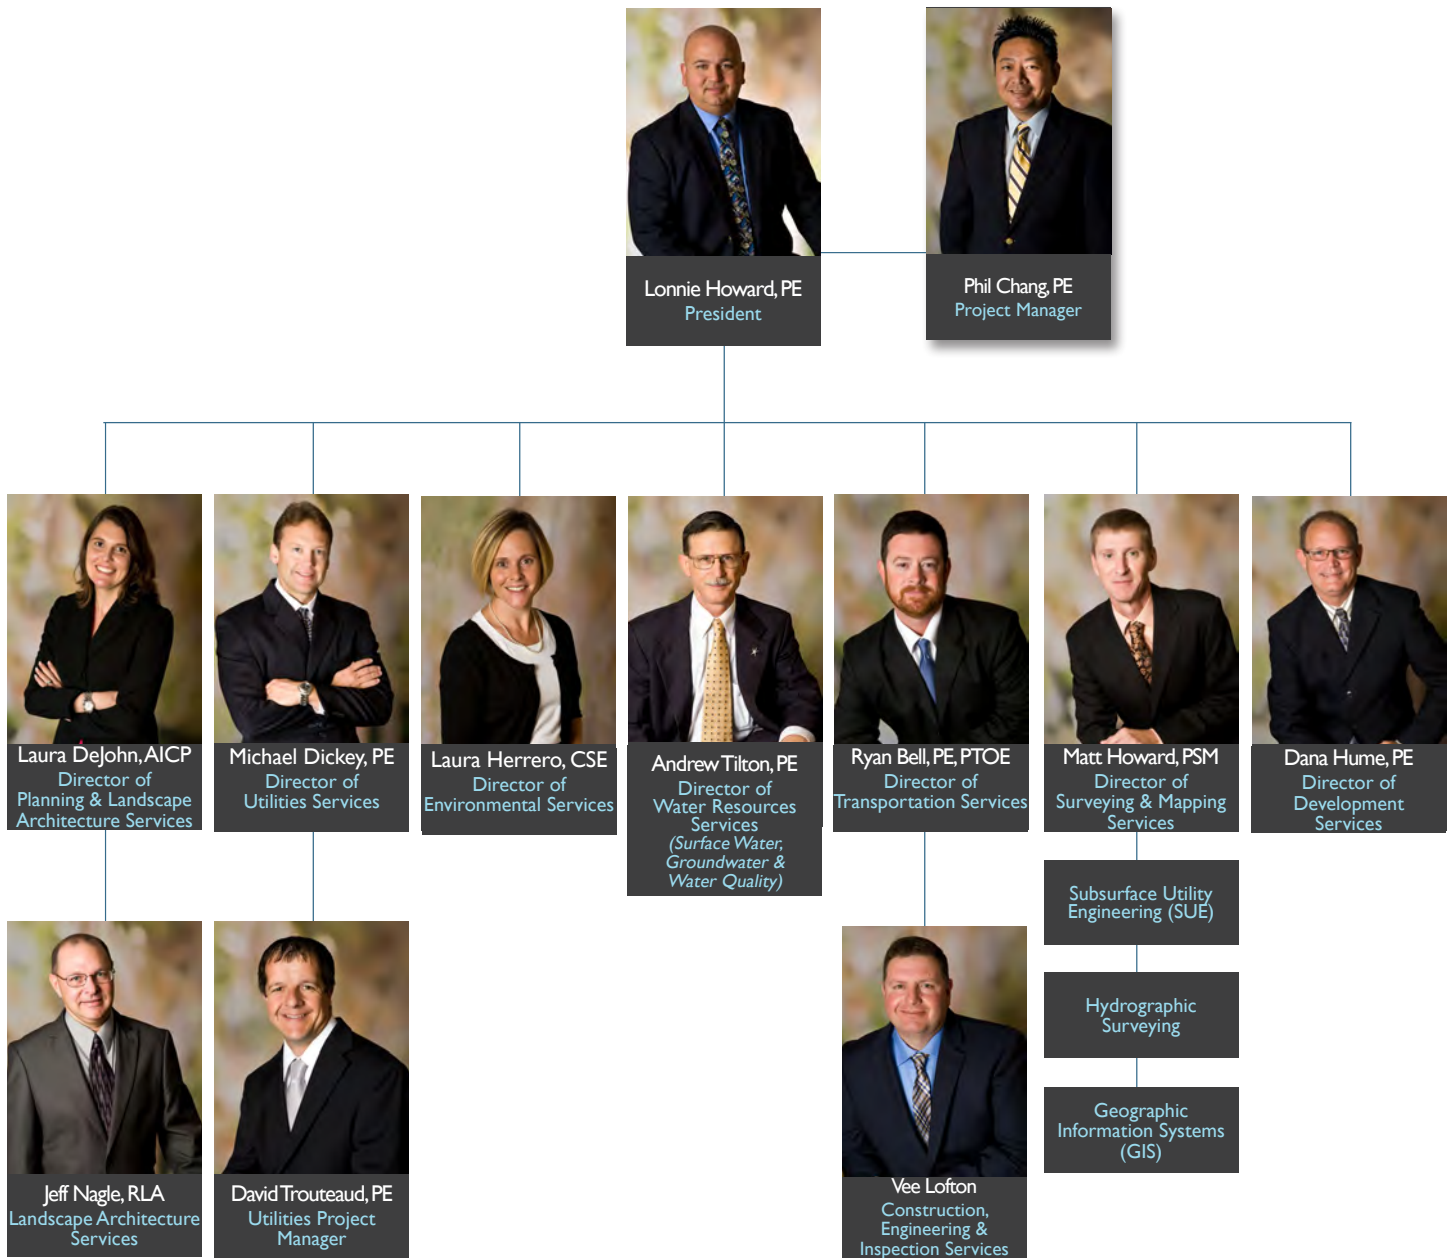 Lonnie Howard, PE
President
Phil Chang, PE
Project Manager
Laura DeJohn, AICP
Director of
Planning & Landscape
Architecture Services
Michael Dickey, PE
Director of
Utilities Services
Laura Herrero, CSE
Director of
Environmental Services
Andrew Tilton, PE
Director of
Water Resources
Services
(Surface Water,
Groundwater &
Water Quality)
Ryan Bell, PE, PTOE
Director of
Transportation Services
Matt Howard, PSM
Director of
Surveying & Mapping
Services
Dana Hume, PE
Director of
Development
Services
Subsurface Utility
Engineering (SUE)
Hydrographic
Surveying
Geographic
Information Systems
(GIS)
Jeff Nagle, RLA
Landscape Architecture
Services
David Trouteaud, PE
Utilities Project
Manager
Vee Lofton
Construction,
Engineering &
Inspection Services